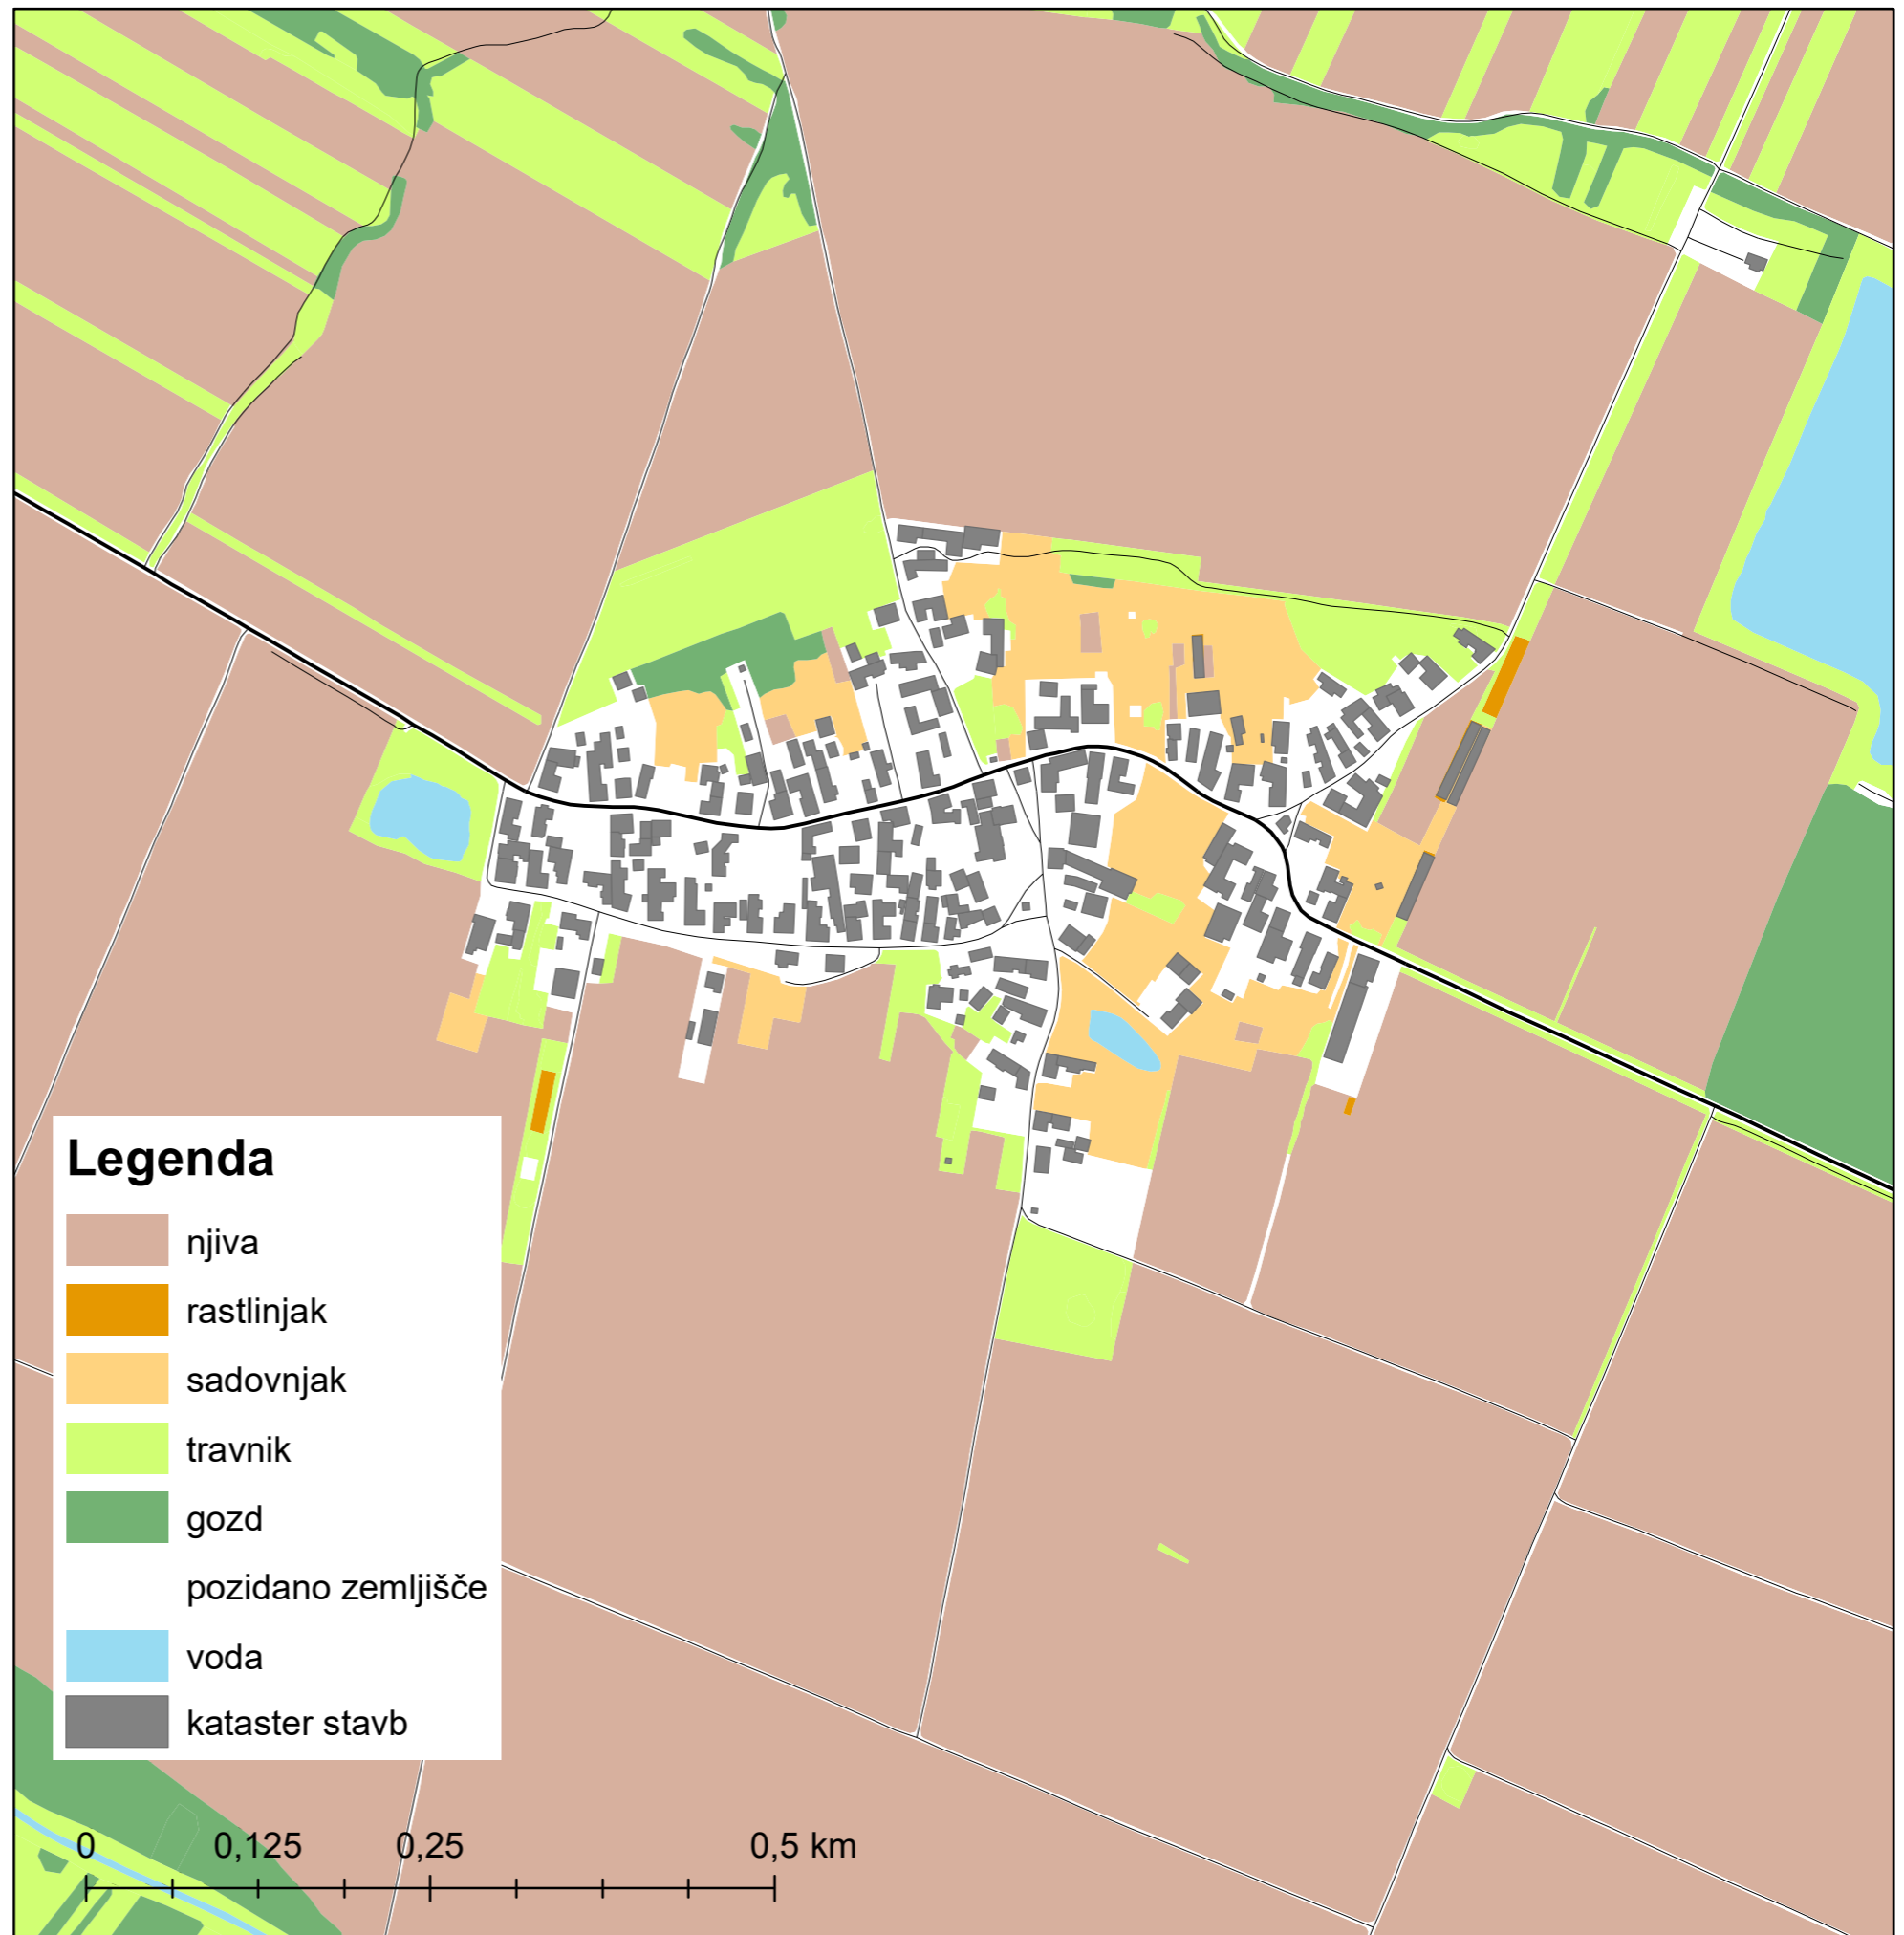 Legenda
njiva
rastlinjak
sadovnjak
travnik
gozd
pozidano zemljišče
voda
kataster stavb
0 0,125 0,25 0,5 km